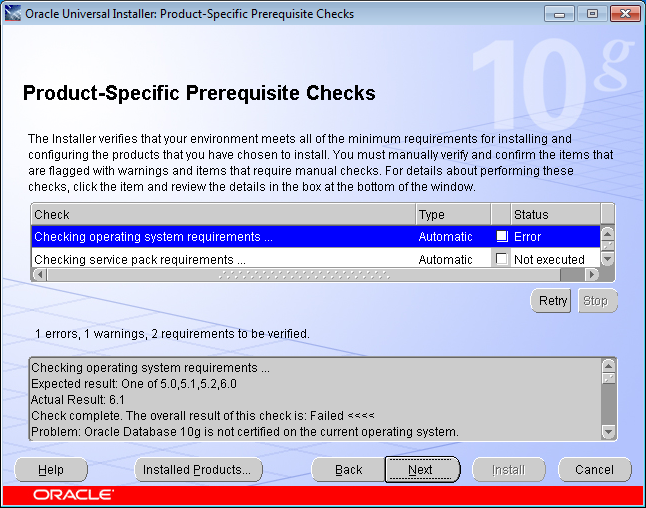 Oracle Universal Installer: Product-Specific Prerequisite Checks
10g
Product-Specific Prerequisite Checks
The Installer verifies that your environment meets all of the minimum requirements for installing and
configuring the products that you have chosen to install. You must manually verify and confirm the items that
are flagged with warnings and items that require manual checks. For details about performing these
checks, click the item and review the details in the box at the bottom of the window.
Check Type Status
Checking operating system requirements ... Automatic Error
Checking service pack requirements ... Automatic Not executed
Retry Stop
1 errors, 1 warnings, 2 requirements to be verified.
Checking operating system requirements ...
Expected result: One of 5.0,5.1,5.2,6.0
Actual Result: 6.1
Check complete. The overall result of this check is: Failed <<<<
Problem: Oracle Database 10g is not certified on the current operating system.
Help Installed Products... Back Next Install Cancel
ORACLE